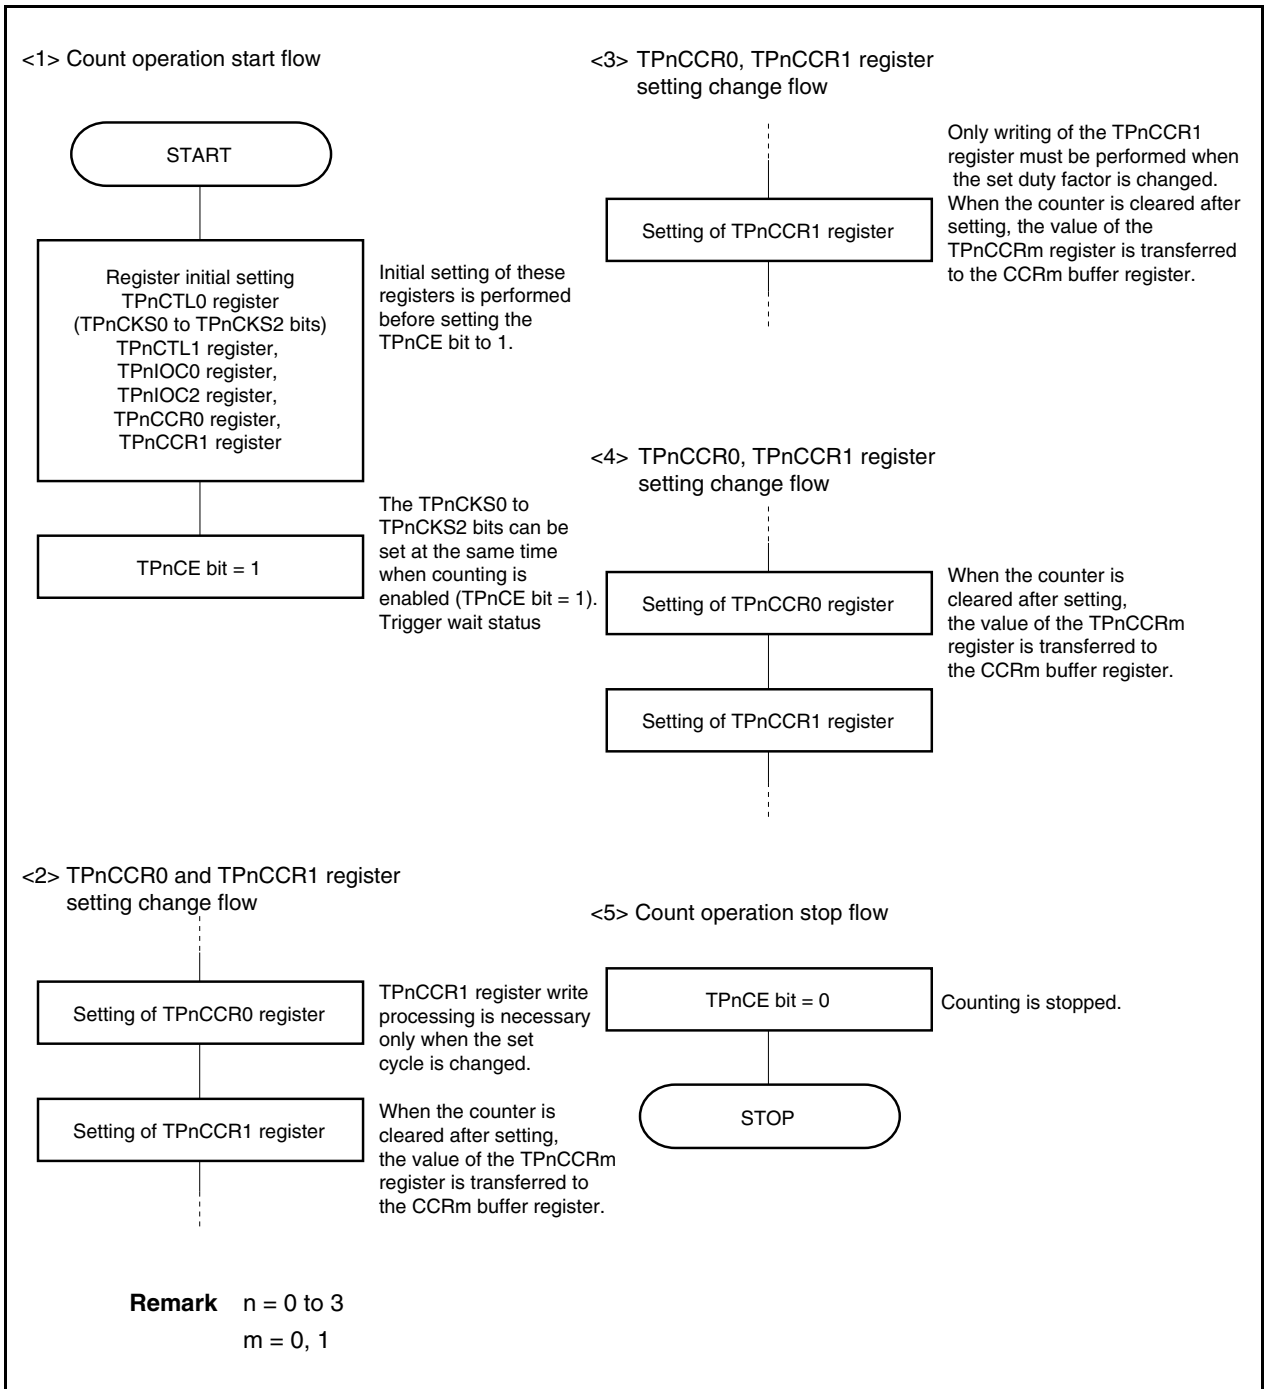 <1> Count operation start flow
START
Register initial setting
TPnCTL0 register
(TPnCKS0 to TPnCKS2 bits)
TPnCTL1 register,
TPnIOC0 register,
TPnIOC2 register,
TPnCCR0 register,
TPnCCR1 register
Initial setting of these
registers is performed
before setting the
TPnCE bit to 1.
TPnCE bit = 1
The TPnCKS0 to
TPnCKS2 bits can be
set at the same time
when counting is
enabled (TPnCE bit = 1).
Trigger wait status
<2> TPnCCR0 and TPnCCR1 register
setting change flow
Setting of TPnCCR0 register
TPnCCR1 register write
processing is necessary
only when the set
cycle is changed.
Setting of TPnCCR1 register
When the counter is
cleared after setting,
the value of the TPnCCRm
register is transferred to
the CCRm buffer register.
<3> TPnCCR0, TPnCCR1 register
setting change flow
Setting of TPnCCR1 register
Only writing of the TPnCCR1
register must be performed when
the set duty factor is changed.
When the counter is cleared after
setting, the value of the
TPnCCRm register is transferred
to the CCRm buffer register.
<4> TPnCCR0, TPnCCR1 register
setting change flow
Setting of TPnCCR0 register
When the counter is
cleared after setting,
the value of the TPnCCRm
register is transferred to
the CCRm buffer register.
Setting of TPnCCR1 register
<5> Count operation stop flow
TPnCE bit = 0
Counting is stopped.
STOP
Remark n = 0 to 3
m = 0, 1